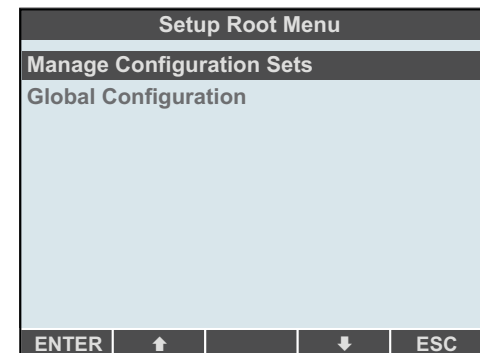 Setup Root Menu
Manage Configuration Sets
Global Configuration
ENTER ⬆ ⬇ ESC